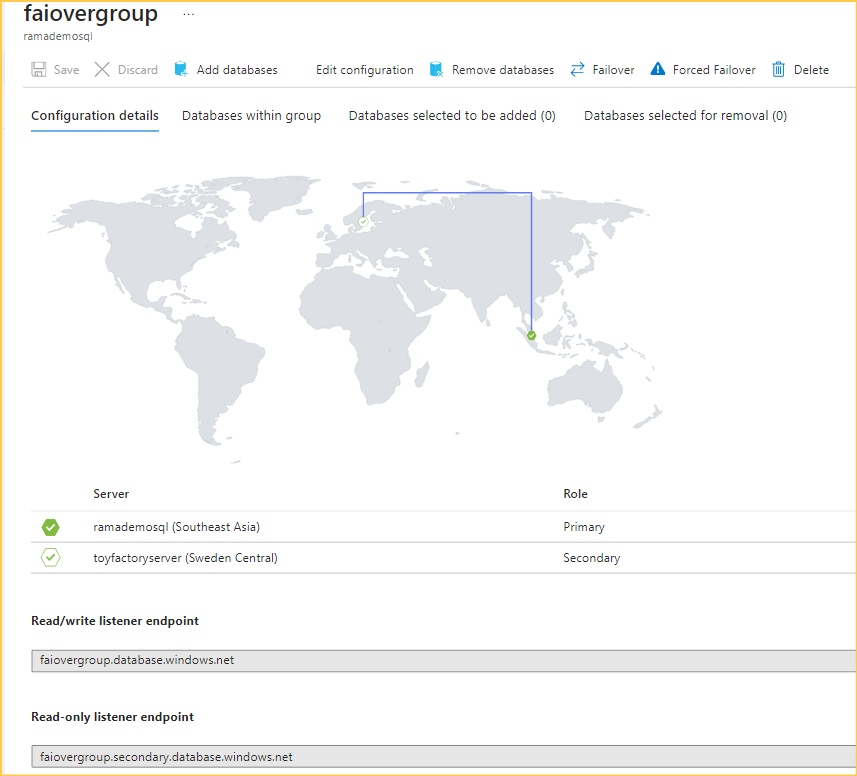 faiovergroup ...
ramademosql
Save Discard Add databases Edit configuration Remove databases Failover Forced Failover Delete
Configuration details Databases within group Databases selected to be added (0) Databases selected for removal (0)
Server Role
ramademosql (Southeast Asia) Primary
toyfactoryserver (Sweden Central) Secondary
Read/write listener endpoint
faiovergroup.database.windows.net
Read-only listener endpoint
faiovergroup.secondary.database.windows.net